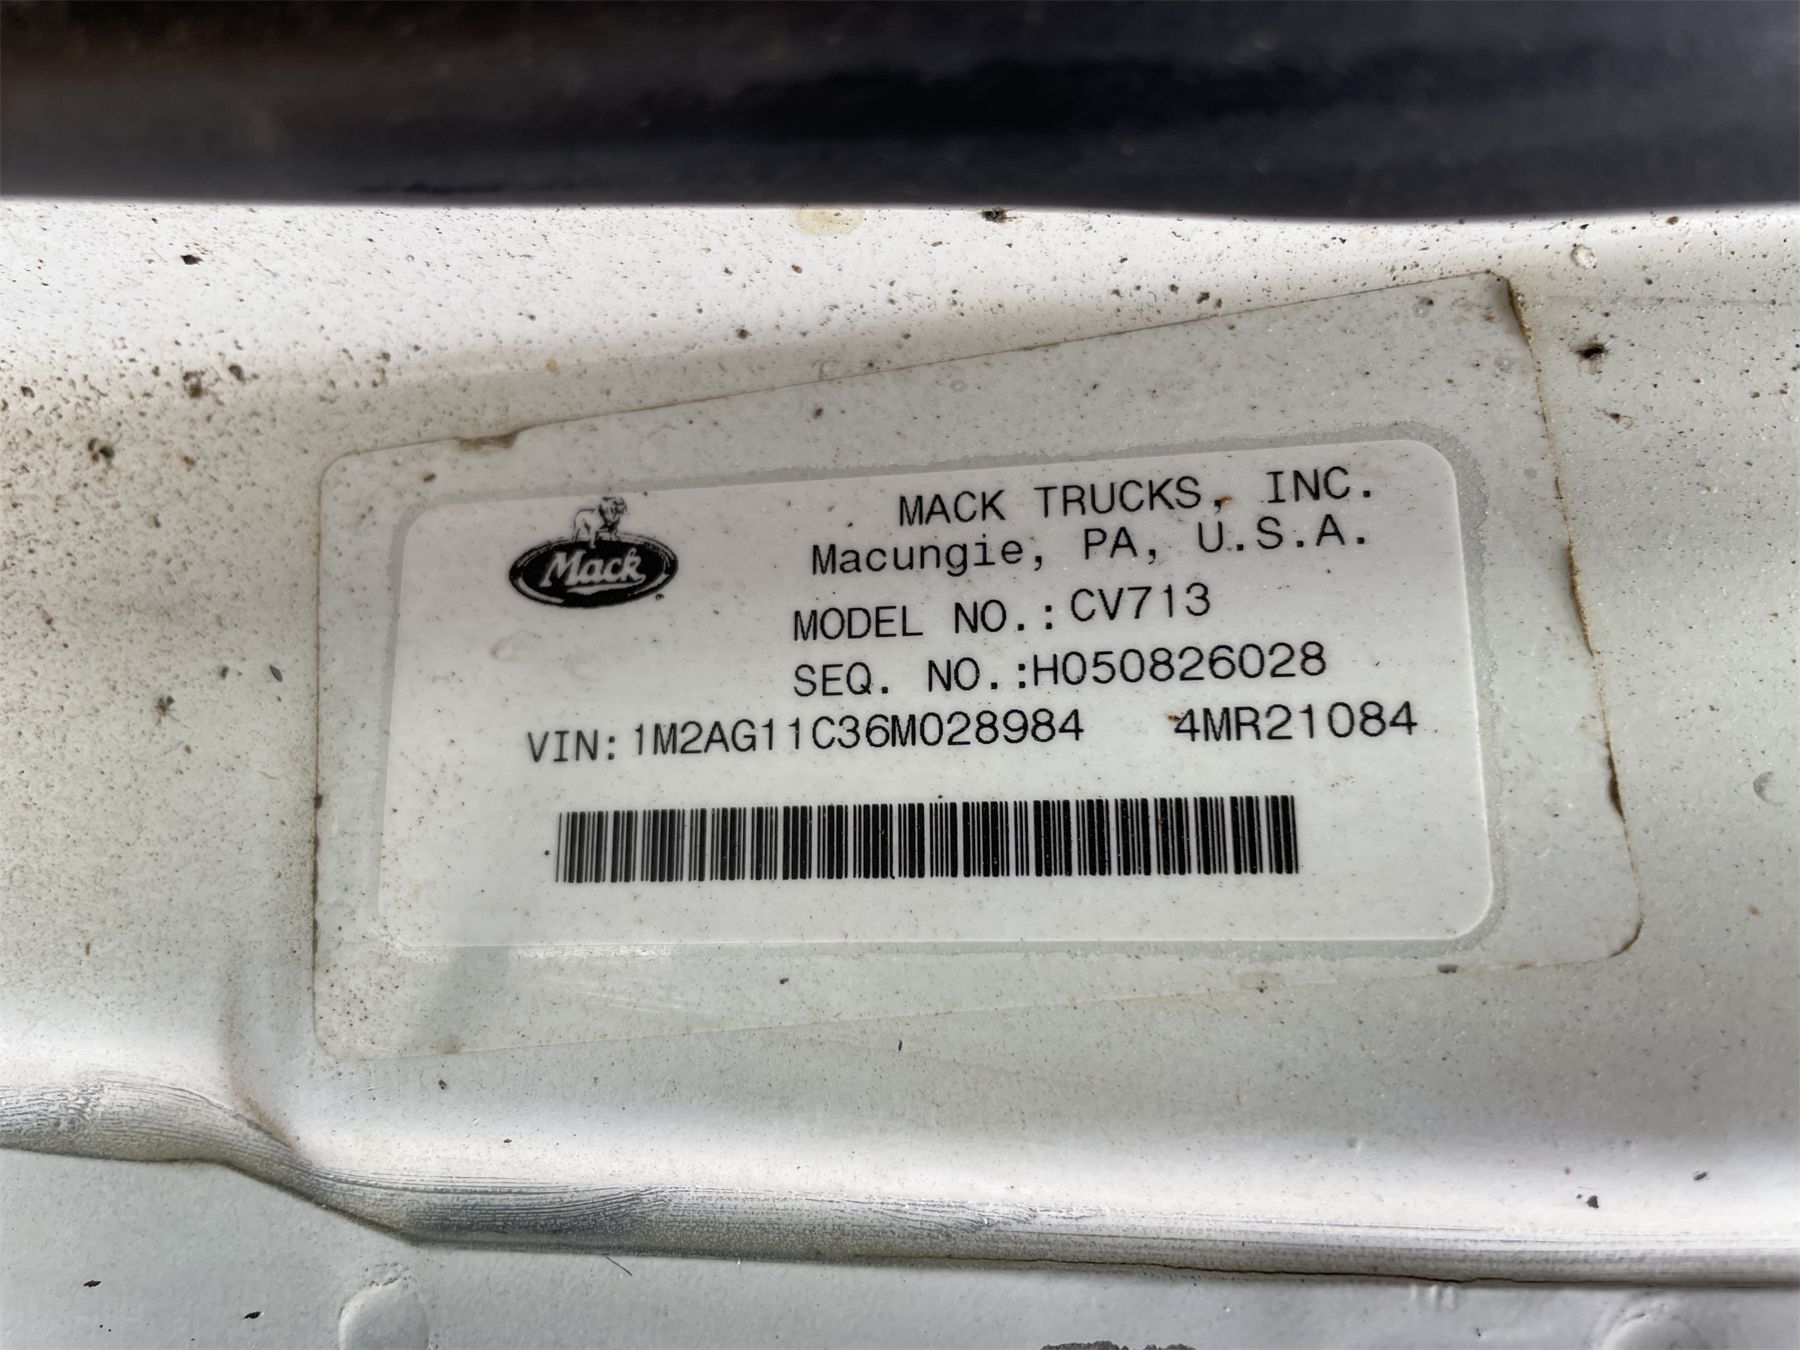 Mack
MACK TRUCKS, INC.
Macungie, PA, U.S.A.
MODEL NO.: CV713
SEQ. NO.:H050826028
VIN: 1M2AG11C36M028984 4MR21084